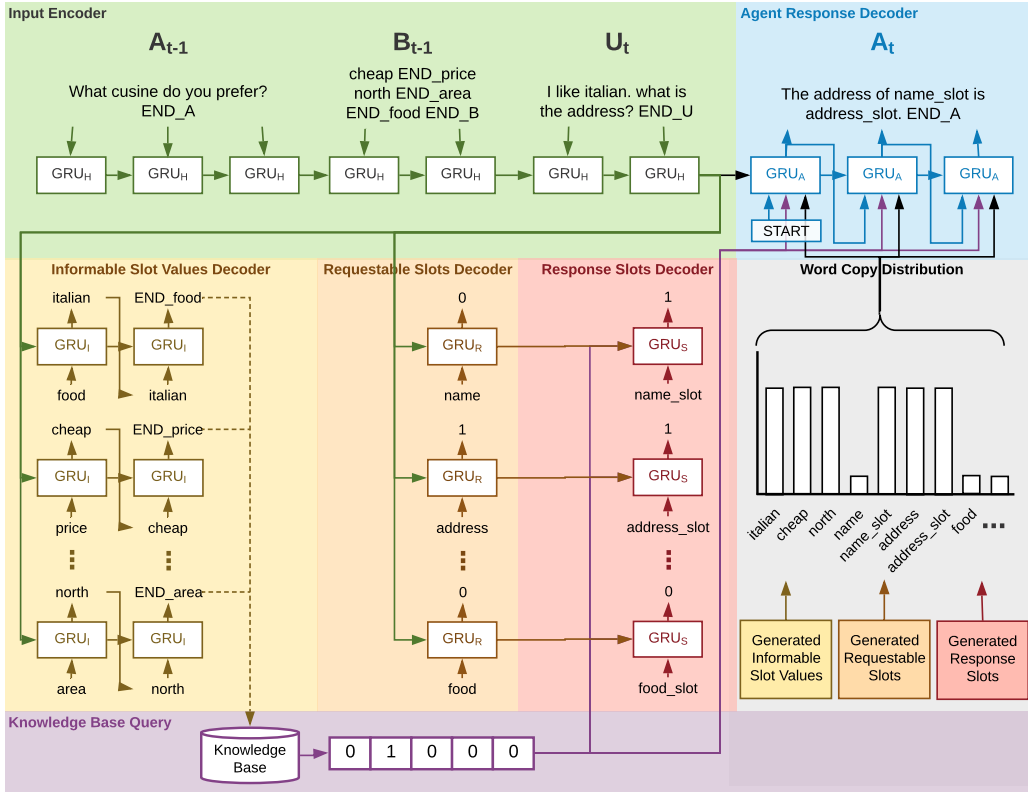 Input Encoder
Agent Response Decoder
At-1
Bt-1
Ut
At
What cusine do you prefer?
END_A
cheap END_price
north END_area
END_food END_B
I like italian. what is
the address? END_U
The address of name_slot is
address_slot. END_A
GRUH GRUH GRUH GRUH GRUH GRUH GRUH GRUA GRUA GRUA
START
Informable Slot Values Decoder
Requestable Slots Decoder
Response Slots Decoder
Word Copy Distribution
italian END_food 0 1
GRUI GRUI GRUR GRUS
food italian name name_slot
cheap END_price 1 1
GRUI GRUI GRUR GRUS
price cheap address address_slot
north END_area 0 0
GRUI GRUI GRUR GRUS
area north food food_slot
italian cheap north name name_slot address address_slot food ...
Generated
Informable
Slot Values
Generated
Requestable
Slots
Generated
Response
Slots
Knowledge Base Query
Knowledge
Base
0 1 0 0 0